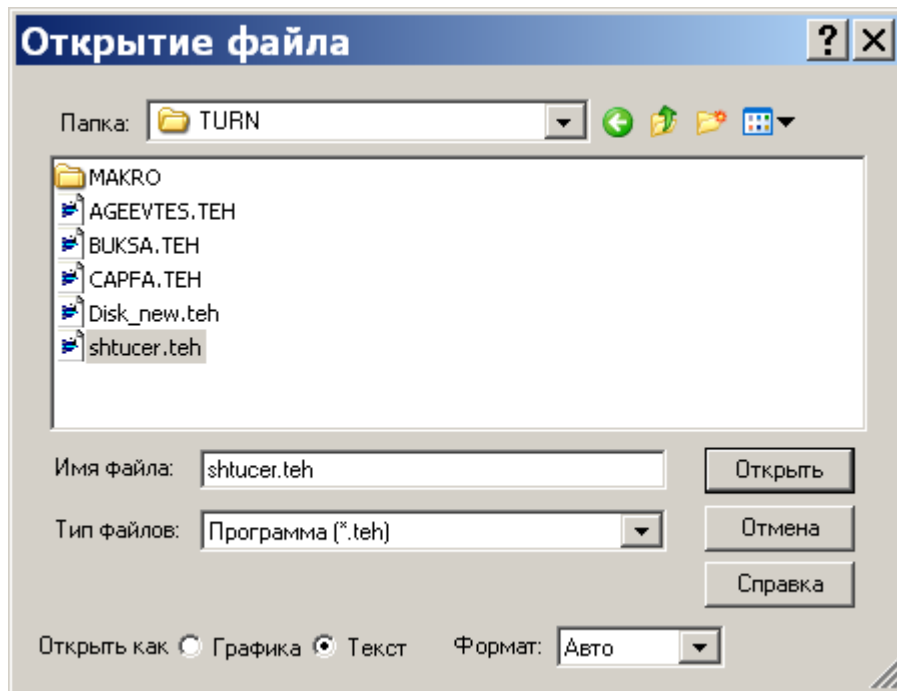 Открытие файла
Папка: TURN
MAKRO
AGEEVTES.TEH
BUKSA.TEH
CAPFA.TEH
Disk_new.teh
shtucer.teh
Имя файла: shtucer.teh Открыть
Тип файлов: Программа (*.teh) Отмена
Справка
Открыть как Графика Текст Формат: Авто